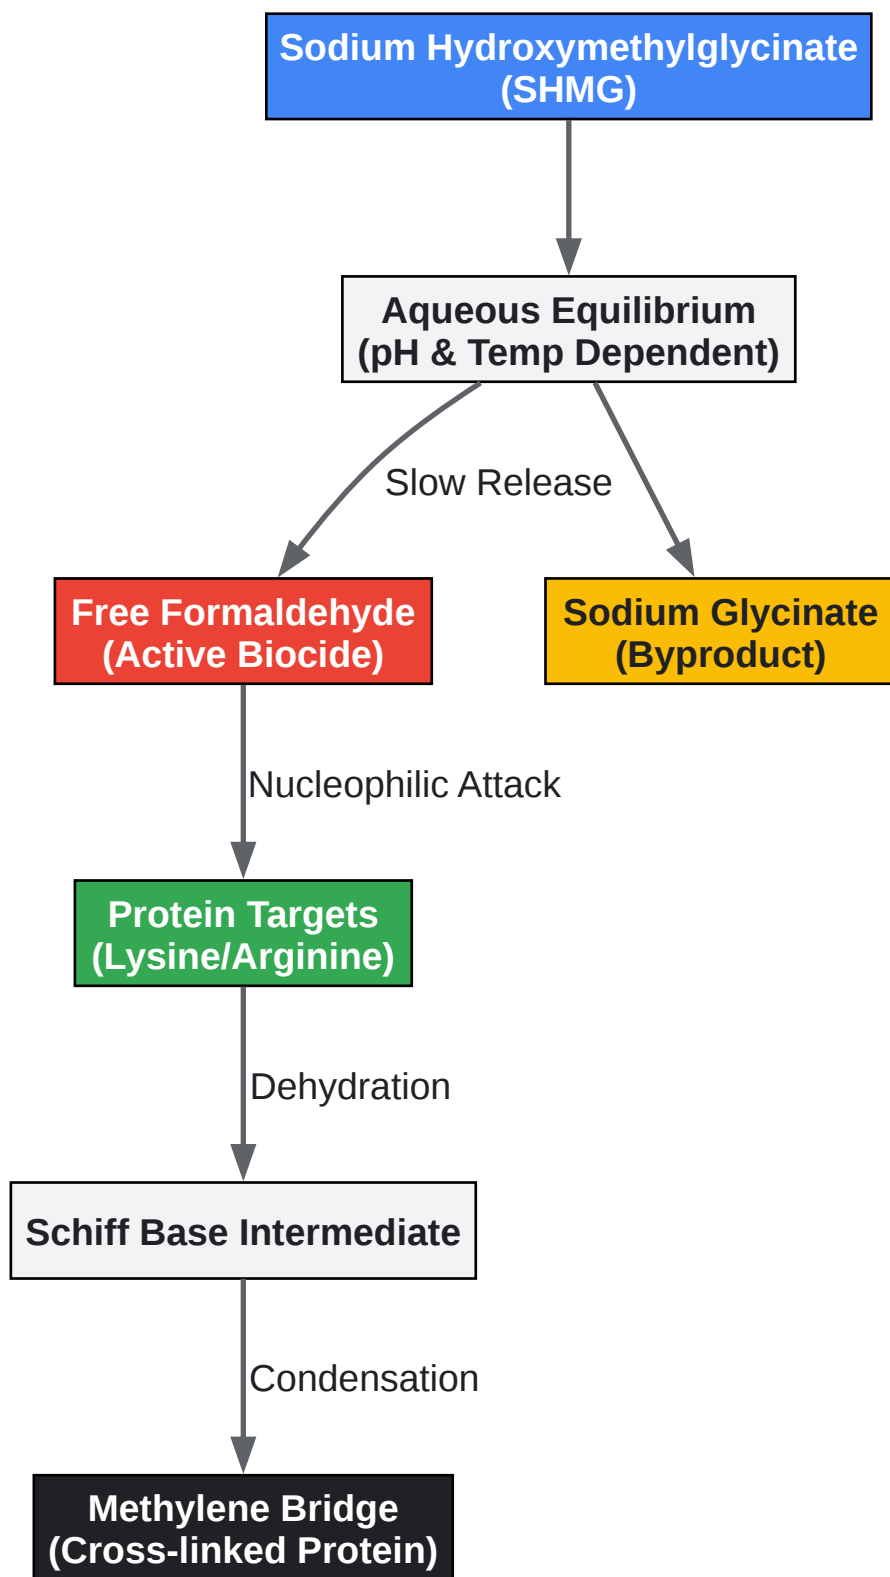 Sodium Hydroxymethylglycinate
(SHMG)
Aqueous Equilibrium
(pH & Temp Dependent)
Slow Release
Free Formaldehyde
(Active Biocide)
Sodium Glycinate
(Byproduct)
Nucleophilic Attack
Protein Targets
(Lysine/Arginine)
Dehydration
Schiff Base Intermediate
Condensation
Methylene Bridge
(Cross-linked Protein)